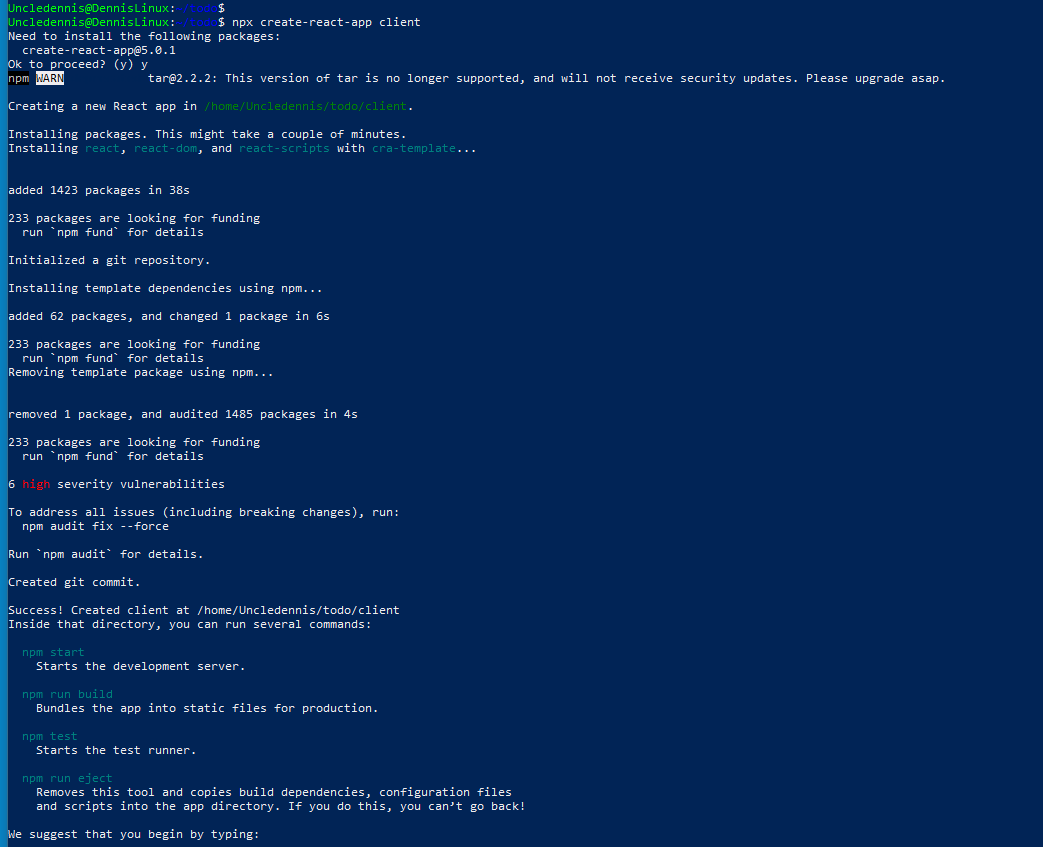 Uncledennis@DennisLinux:~/todo$
Uncledennis@DennisLinux:~/todo$ npx create-react-app client
Need to install the following packages:
create-react-app@5.0.1
Ok to proceed? (y) y
npm WARN tar@2.2.2: This version of tar is no longer supported, and will not receive security updates. Please upgrade asap.
Creating a new React app in /home/Uncledennis/todo/client.
Installing packages. This might take a couple of minutes.
Installing react, react-dom, and react-scripts with cra-template...
added 1423 packages in 38s
233 packages are looking for funding
run `npm fund` for details
Initialized a git repository.
Installing template dependencies using npm...
added 62 packages, and changed 1 package in 6s
233 packages are looking for funding
run `npm fund` for details
Removing template package using npm...
removed 1 package, and audited 1485 packages in 4s
233 packages are looking for funding
run `npm fund` for details
6 high severity vulnerabilities
To address all issues (including breaking changes), run:
npm audit fix --force
Run `npm audit` for details.
Created git commit.
Success! Created client at /home/Uncledennis/todo/client
Inside that directory, you can run several commands:
npm start
Starts the development server.
npm run build
Bundles the app into static files for production.
npm test
Starts the test runner.
npm run eject
Removes this tool and copies build dependencies, configuration files
and scripts into the app directory. If you do this, you can’t go back!
We suggest that you begin by typing: